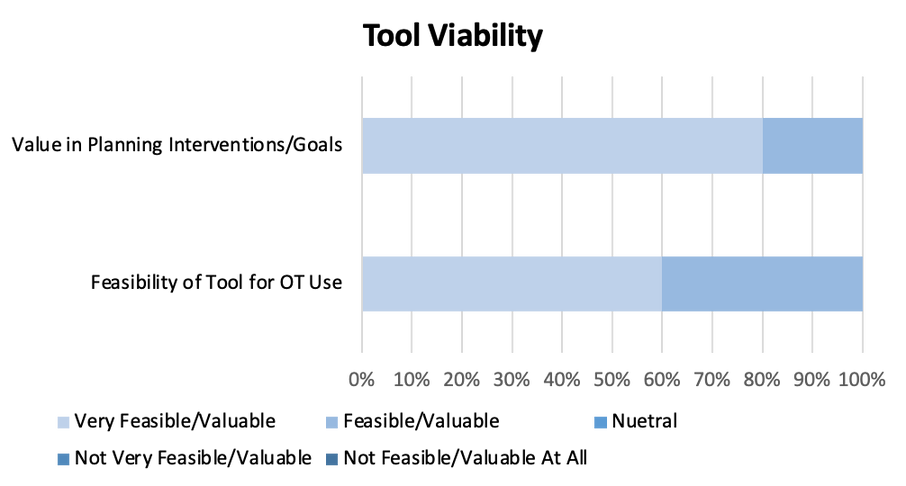 Tool Viability
Value in Planning Interventions/Goals
Feasibility of Tool for OT Use
0% 10% 20% 30% 40% 50% 60% 70% 80% 90% 100%
Very Feasible/Valuable Feasible/Valuable Nuetral
Not Very Feasible/Valuable Not Feasible/Valuable At All